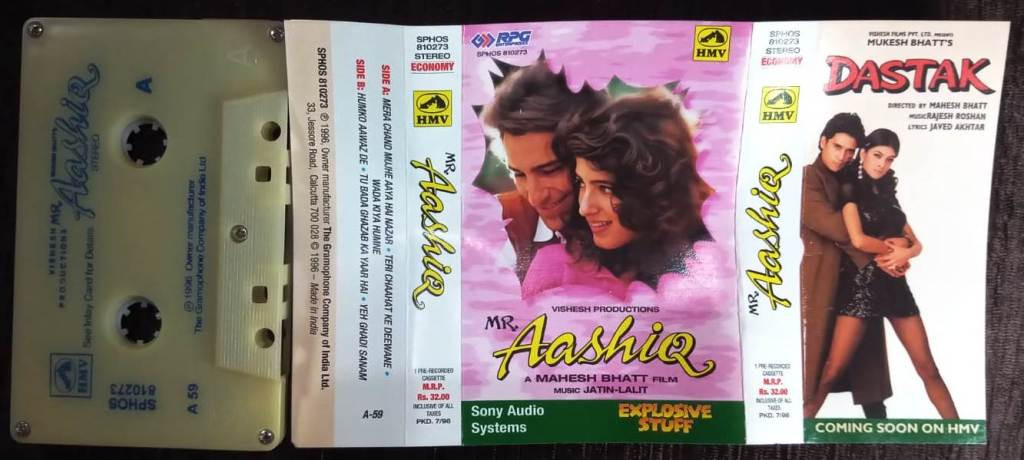 A
MR. Aashiq
STEREO
VISHESH
PRODUCTIONS
(See Inlay Card for Details)
℗ 1996 Owner manufacturer
The Gramophone Company of India Ltd
HMV
SPHOS
810273
A 59
SPHOS 810273 ℗ 1996. Owner manufacturer The Gramophone Company of India Ltd.
33, Jessore Road, Calcutta 700 028 © 1996 – Made in India
SIDE A: MERA CHAND MUJHE AAYA HAI NAZAR • TERI CHAAHAT KE DEEWANE •
WADA KIYA HUMNE
SIDE B: HUMKO AAWAZ DE • TU BADA GHAZAB KA YAAR HAI • YEH GHADI SANAM
A-59
SPHOS
810273
STEREO
ECONOMY
HMV
MR.
Aashiq
1 PRE-RECORDED
CASSETTE
M.R.P.
Rs. 32.00
INCLUSIVE OF ALL
TAXES
PKD. 7/96
RPG
ENTERPRISES
SPHOS 810273
HMV
VISHESH PRODUCTIONS
MR.
Aashiq
A MAHESH BHATT FILM
MUSIC JATIN-LALIT
Sony Audio
Systems
EXPLOSIVE
STUFF
SPHOS
810273
STEREO
ECONOMY
HMV
MR.
Aashiq
1 PRE-RECORDED
CASSETTE
M.R.P.
Rs. 32.00
INCLUSIVE OF ALL
TAXES
PKD. 7/96
VISHESH FILMS PVT. LTD. PRESENTS
MUKESH BHATT'S
DASTAK
DIRECTED BY MAHESH BHATT
MUSIC RAJESH ROSHAN
LYRICS JAVED AKHTAR
COMING SOON ON HMV